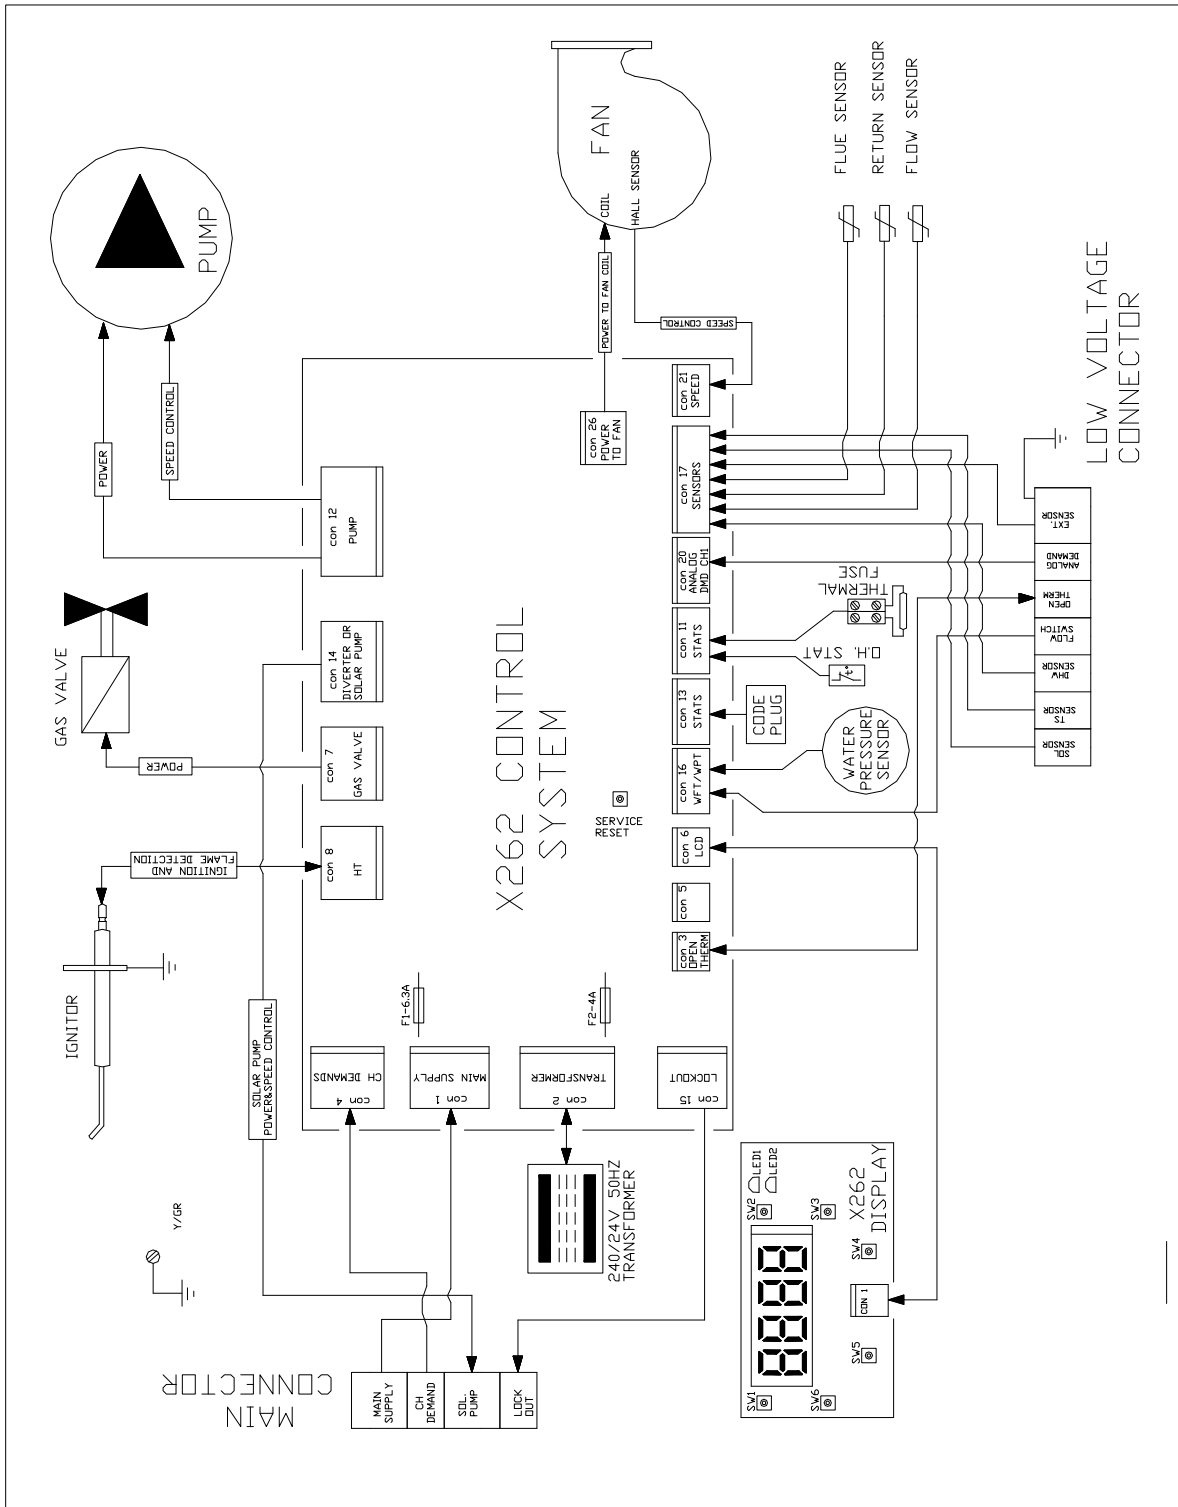 PUMP
POWER
SPEED CONTROL
con 12
PUMP
GAS VALVE
POWER
con 14
DIVERTER OR
SOLAR PUMP
con 7
GAS VALVE
IGNITOR
IGNITION AND
FLAME DETECTION
con 8
HT
SOLAR PUMP
POWER&SPEED CONTROL
Y/GR
FAN
COIL
HALL SENSOR
POWER TO FAN COIL
SPEED CONTROL
con 26
POWER
TO FAN
con 21
SPEED
con 17
SENSORS
con 20
ANALOG
DMD CH1
con 11
STATS
con 13
STATS
con 16
WFT/WPT
con 6
LCD
con 5
con 3
OPEN
THERM
X262 CONTROL
SYSTEM
SERVICE
RESET
F1-6.3A
F2-4A
con 4
CH DEMANDS
con 1
MAIN SUPPLY
con 2
TRANSFORMER
con 15
LOCKOUT
240/24V 50HZ
TRANSFORMER
MAIN
CONNECTOR
MAIN
SUPPLY
CH
DEMAND
SOL.
PUMP
LOCK
OUT
FLUE SENSOR
RETURN SENSOR
FLOW SENSOR
THERMAL
FUSE
O.H. STAT
t°
CODE
PLUG
WATER
PRESSURE
SENSOR
LOW VOLTAGE
CONNECTOR
EXT.
SENSOR
ANALOG
DEMAND
OPEN
THERM
FLOW
SWITCH
DHW
SENSOR
TS
SENSOR
SOL
SENSOR
X262
DISPLAY
LED1
LED2
SW2
SW3
SW4
CON 1
SW5
SW1
SW6
8888